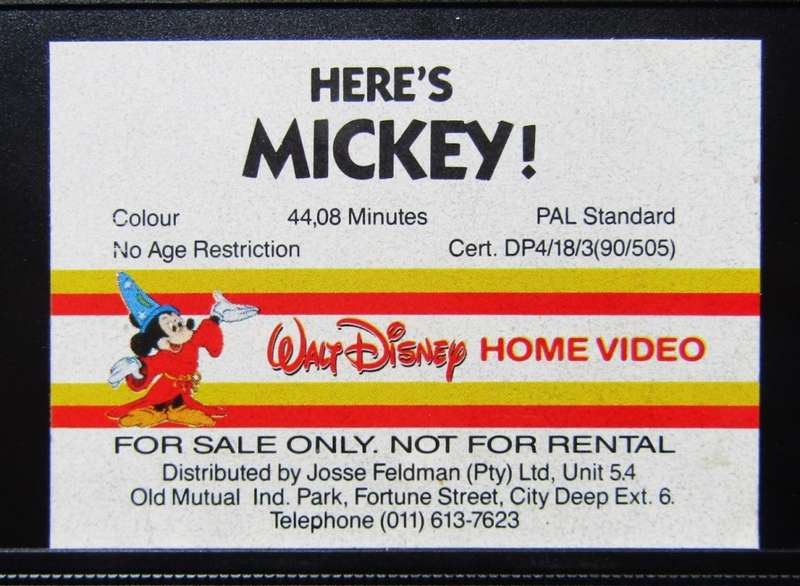 HERE'S
MICKEY!
Colour 44,08 Minutes PAL Standard
No Age Restriction Cert. DP4/18/3(90/505)
WALT DISNEY HOME VIDEO
FOR SALE ONLY. NOT FOR RENTAL
Distributed by Josse Feldman (Pty) Ltd, Unit 5.4
Old Mutual Ind. Park, Fortune Street, City Deep Ext. 6.
Telephone (011) 613-7623